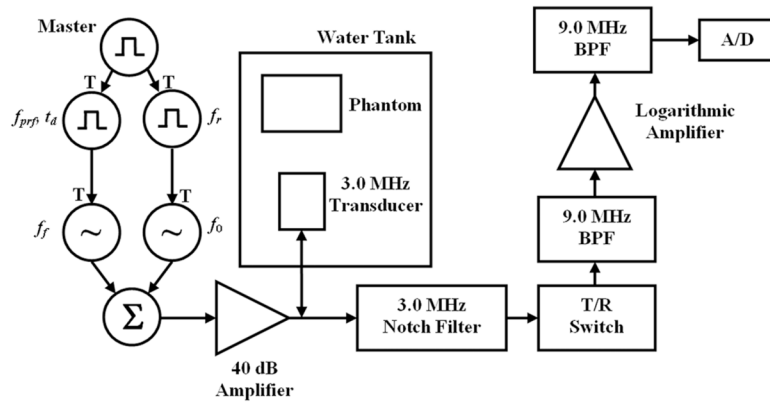 Master
T
T
f_prf, t_d
f_r
T
T
f_f
~
~
f_0
Σ
40 dB
Amplifier
Water Tank
Phantom
3.0 MHz
Transducer
3.0 MHz
Notch Filter
T/R
Switch
9.0 MHz
BPF
Logarithmic
Amplifier
9.0 MHz
BPF
A/D